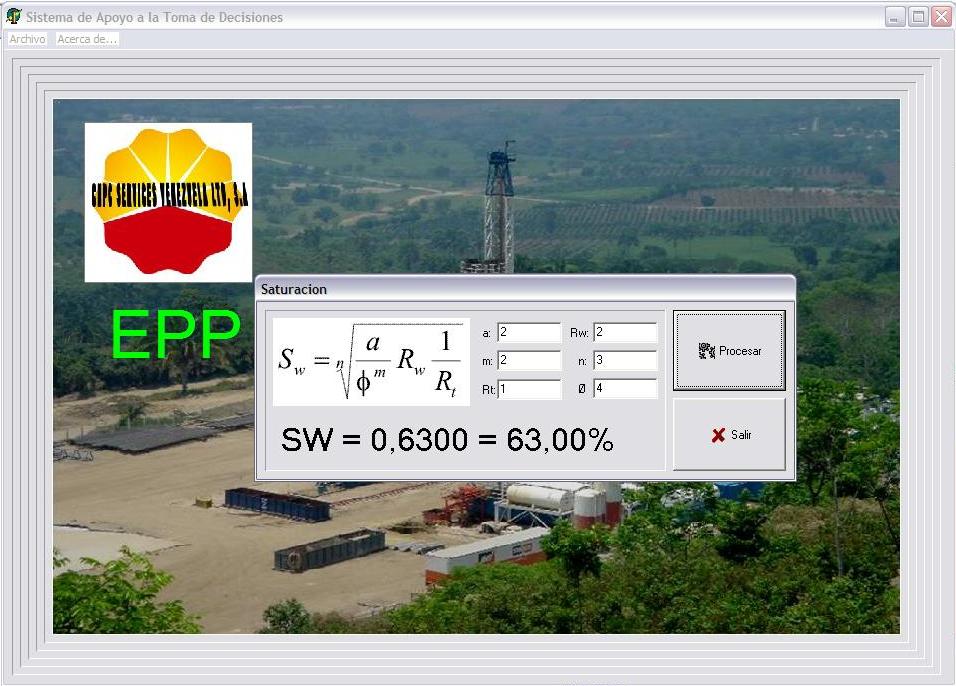 Sistema de Apoyo a la Toma de Decisiones
Archivo Acerca de...
CNPC SERVICES VENEZUELA LTD, S.A
EPP
Saturacion
S_w = \sqrt[n]{\frac{a}{\phi^m} R_w \frac{1}{R_t}}
a: 2 Rw: 2
m: 2 n: 3
Rt: 1 Ø 4
Procesar
SW = 0,6300 = 63,00%
Salir